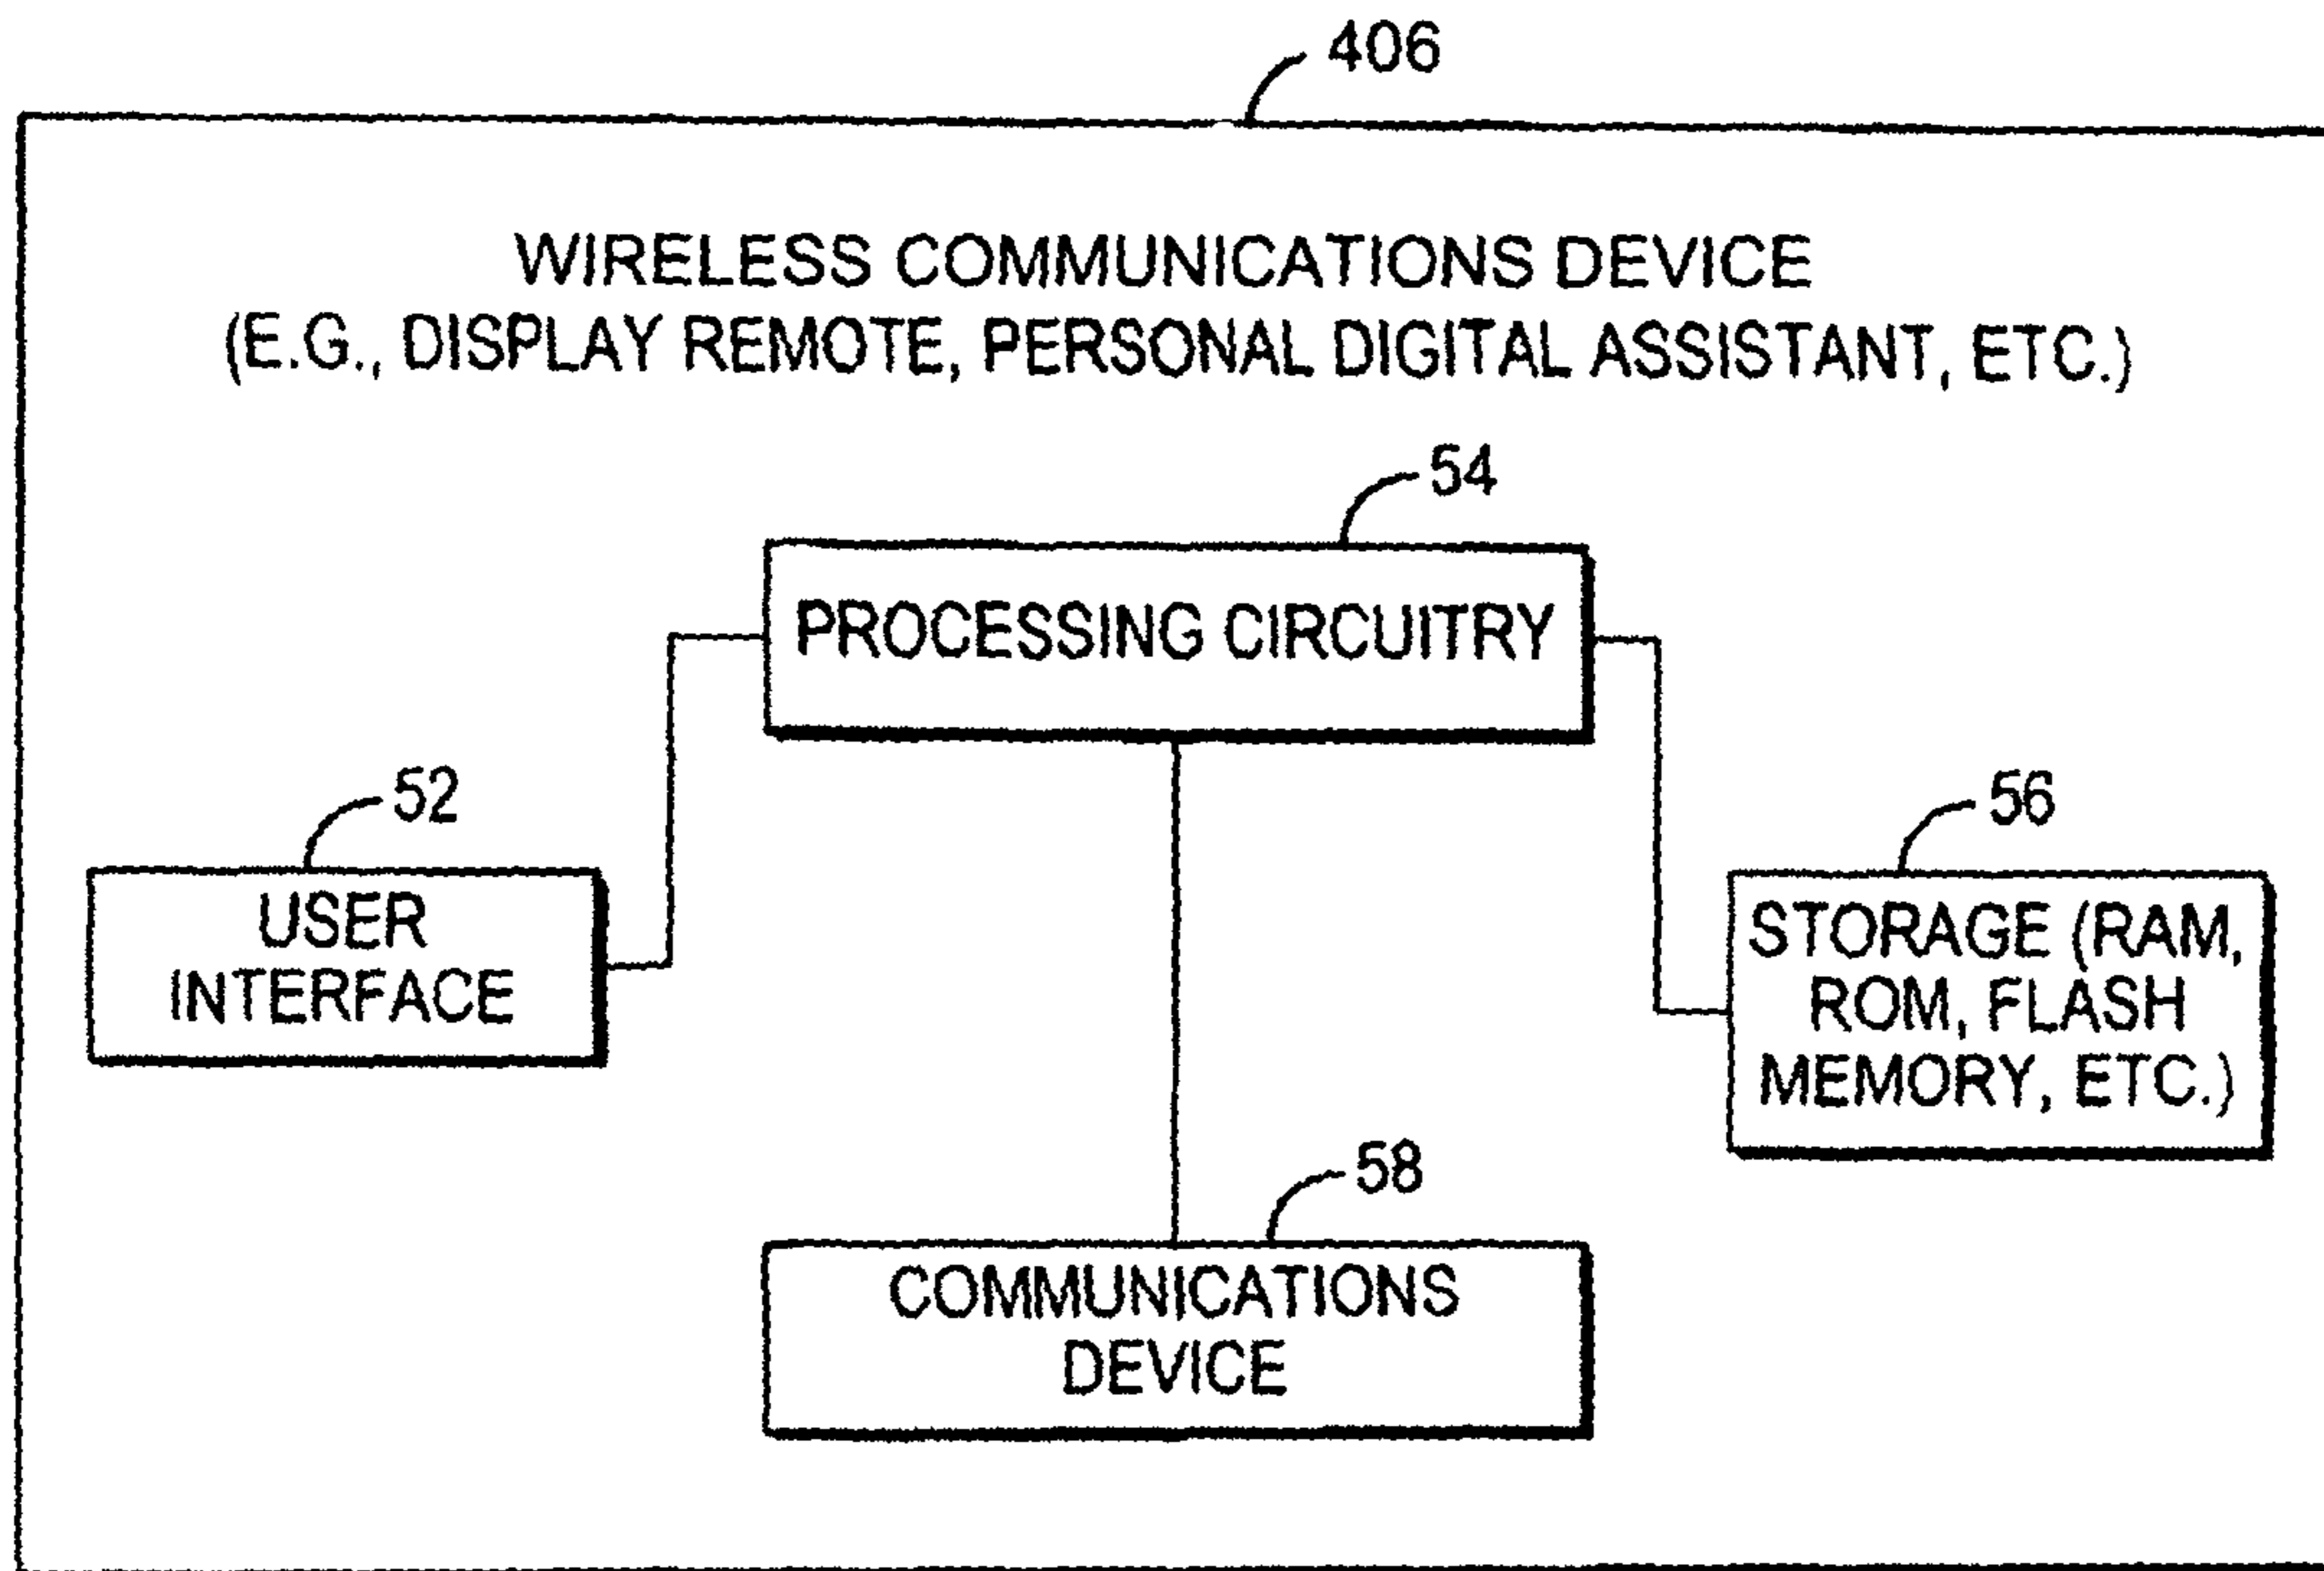 406
WIRELESS COMMUNICATIONS DEVICE
(E.G., DISPLAY REMOTE, PERSONAL DIGITAL ASSISTANT, ETC.)
54
PROCESSING CIRCUITRY
52
USER
INTERFACE
56
STORAGE (RAM,
ROM, FLASH
MEMORY, ETC.)
58
COMMUNICATIONS
DEVICE